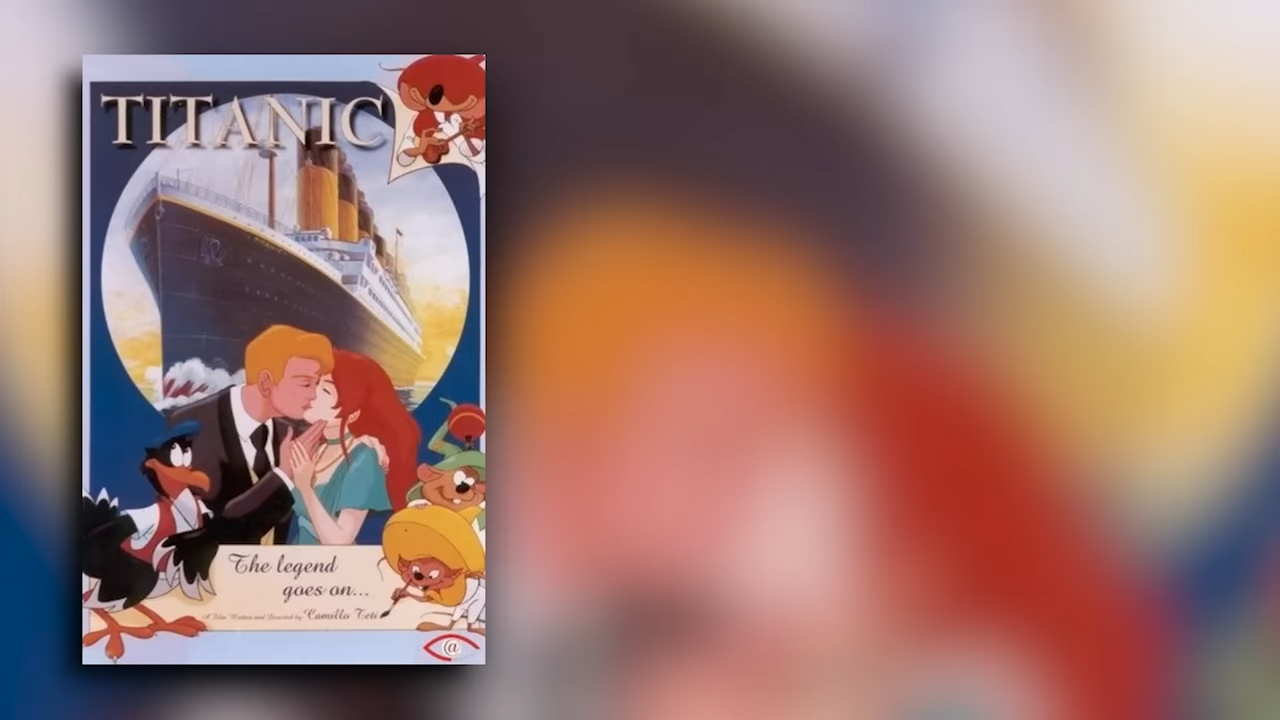 TITANIC
The legend
goes on...
A Film Written and Directed by Camillo Teti
@